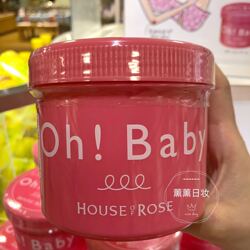 Oh! Baby
HOUSE OF ROSE
薰薰日妆